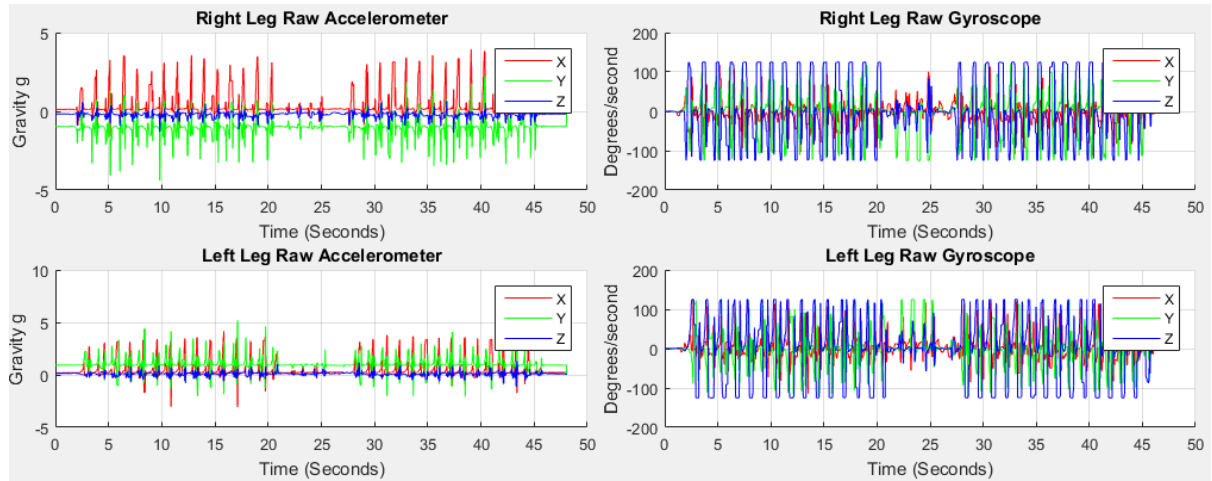 Right Leg Raw Accelerometer
5
0
-5
Gravity g
X
Y
Z
0 5 10 15 20 25 30 35 40 45 50
Time (Seconds)
Right Leg Raw Gyroscope
200
100
0
-100
-200
Degrees/second
X
Y
Z
0 5 10 15 20 25 30 35 40 45 50
Time (Seconds)
Left Leg Raw Accelerometer
10
5
0
-5
Gravity g
X
Y
Z
0 5 10 15 20 25 30 35 40 45 50
Time (Seconds)
Left Leg Raw Gyroscope
200
100
0
-100
-200
Degrees/second
X
Y
Z
0 5 10 15 20 25 30 35 40 45 50
Time (Seconds)